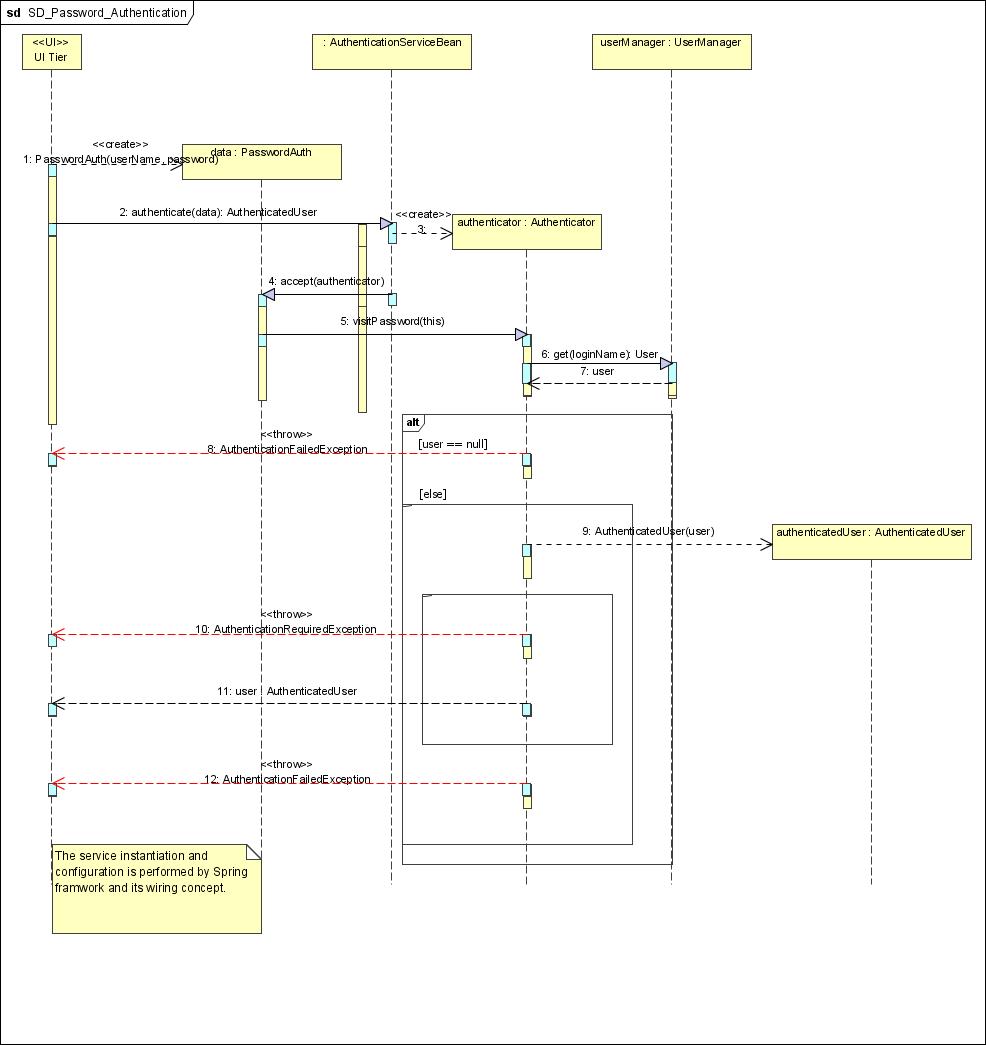 sd SD_Password_Authentication
<<UI>>
UI Tier
: AuthenticationServiceBean
userManager : UserManager
<<create>>
1: PasswordAuth(userName, password)
data : PasswordAuth
2: authenticate(data): AuthenticatedUser
<<create>>
3:
authenticator : Authenticator
4: accept(authenticator)
5: visitPassword(this)
6: get(loginName): User
7: user
alt
[user == null]
<<throw>>
8: AuthenticationFailedException
[else]
9: AuthenticatedUser(user)
authenticatedUser : AuthenticatedUser
<<throw>>
10: AuthenticationRequiredException
11: user : AuthenticatedUser
<<throw>>
12: AuthenticationFailedException
The service instantiation and
configuration is performed by Spring
framwork and its wiring concept.